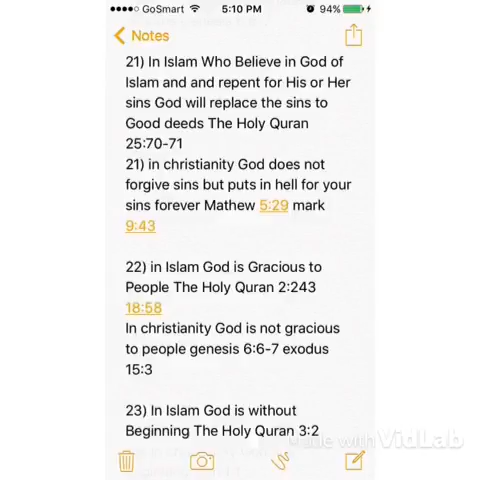 GoSmart 5:10 PM 94%
Notes
21) In Islam Who Believe in God of
Islam and and repent for His or Her
sins God will replace the sins to
Good deeds The Holy Quran
25:70-71
21) in christianity God does not
forgive sins but puts in hell for your
sins forever Mathew 5:29 mark
9:43
22) in Islam God is Gracious to
People The Holy Quran 2:243
18:58
In christianity God is not gracious
to people genesis 6:6-7 exodus
15:3
23) In Islam God is without
Beginning The Holy Quran 3:2
Made with VidLab